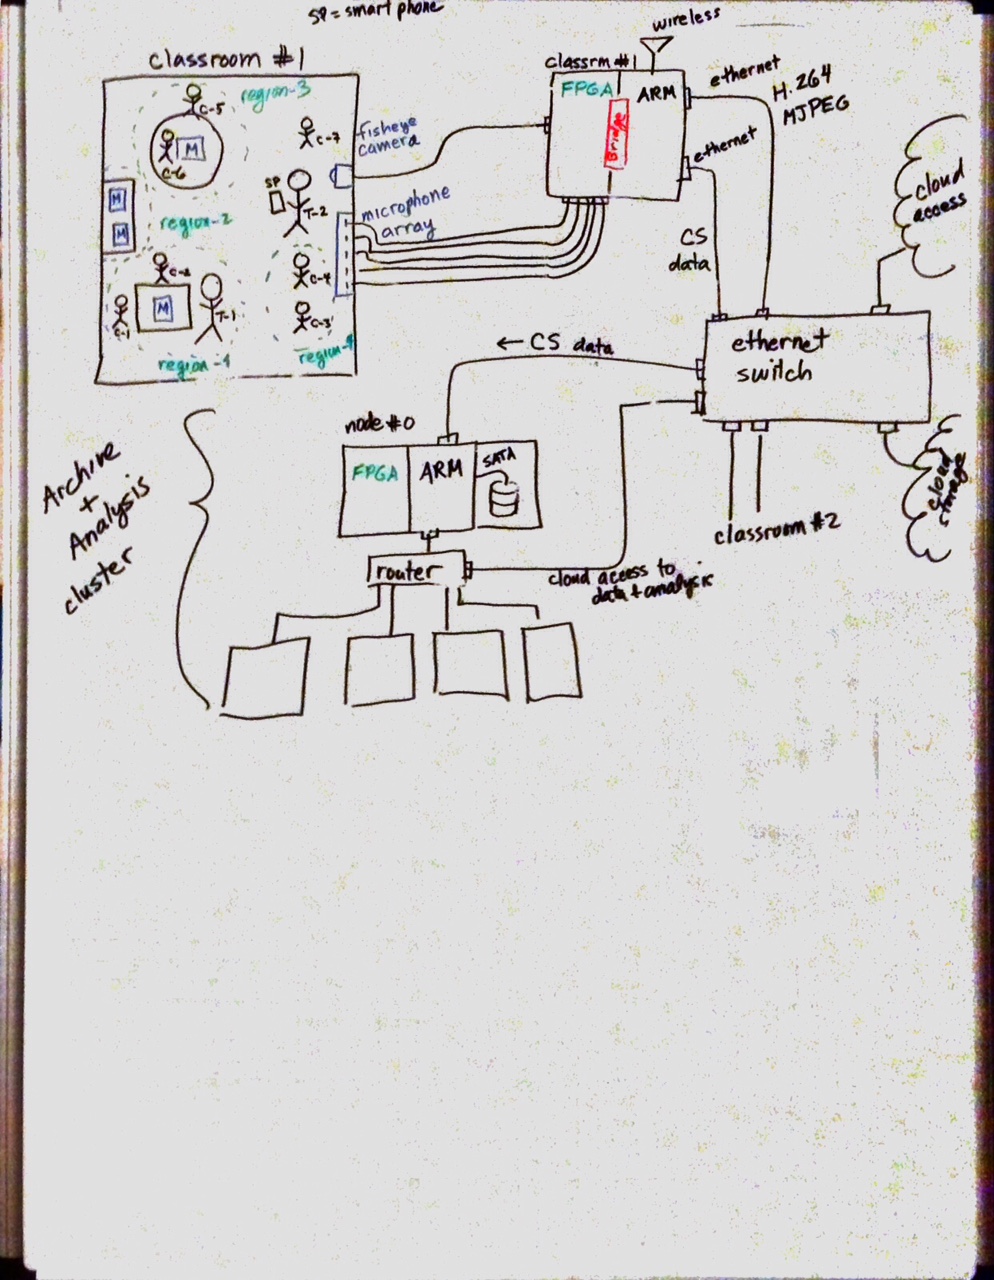 SP = smart phone
wireless
classroom #1
classrm #1
region-3
C-5
C-7
M
C-6
fisheye
camera
FPGA
ARM
Bridge
ethernet
H.264
MJPEG
ethernet
SP
T-2
M
M
region-2
microphone
array
cloud
access
CS
data
C-2
C-4
M
C-1
T-1
C-3
region-1
← CS data
ethernet
switch
Archive
+
Analysis
cluster
node #0
FPGA
ARM
SATA
cloud
storage
classroom #2
router
cloud access to
data + analysis